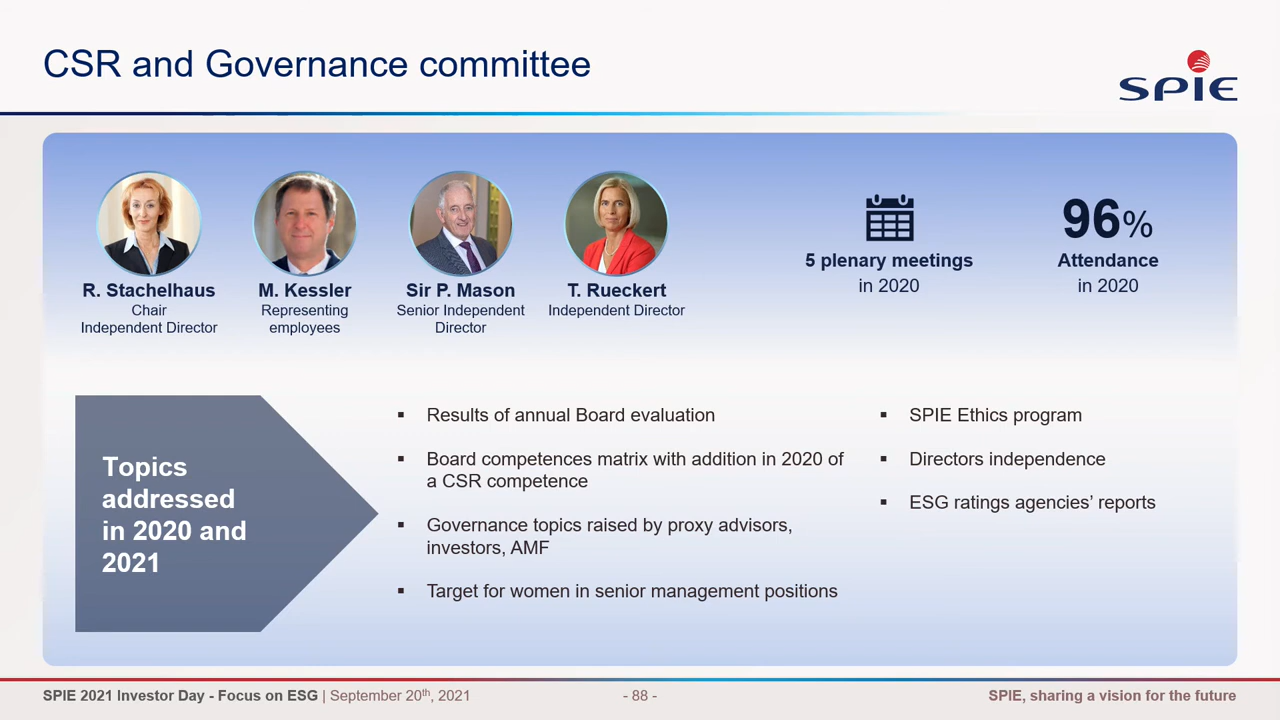 CSR and Governance committee
SPIE
R. Stachelhaus
Chair
Independent Director
M. Kessler
Representing
employees
Sir P. Mason
Senior Independent
Director
T. Rueckert
Independent Director
5 plenary meetings
in 2020
96%
Attendance
in 2020
Topics
addressed
in 2020 and
2021
▪ Results of annual Board evaluation
▪ Board competences matrix with addition in 2020 of
a CSR competence
▪ Governance topics raised by proxy advisors,
investors, AMF
▪ Target for women in senior management positions
▪ SPIE Ethics program
▪ Directors independence
▪ ESG ratings agencies’ reports
SPIE 2021 Investor Day - Focus on ESG | September 20th, 2021
- 88 -
SPIE, sharing a vision for the future